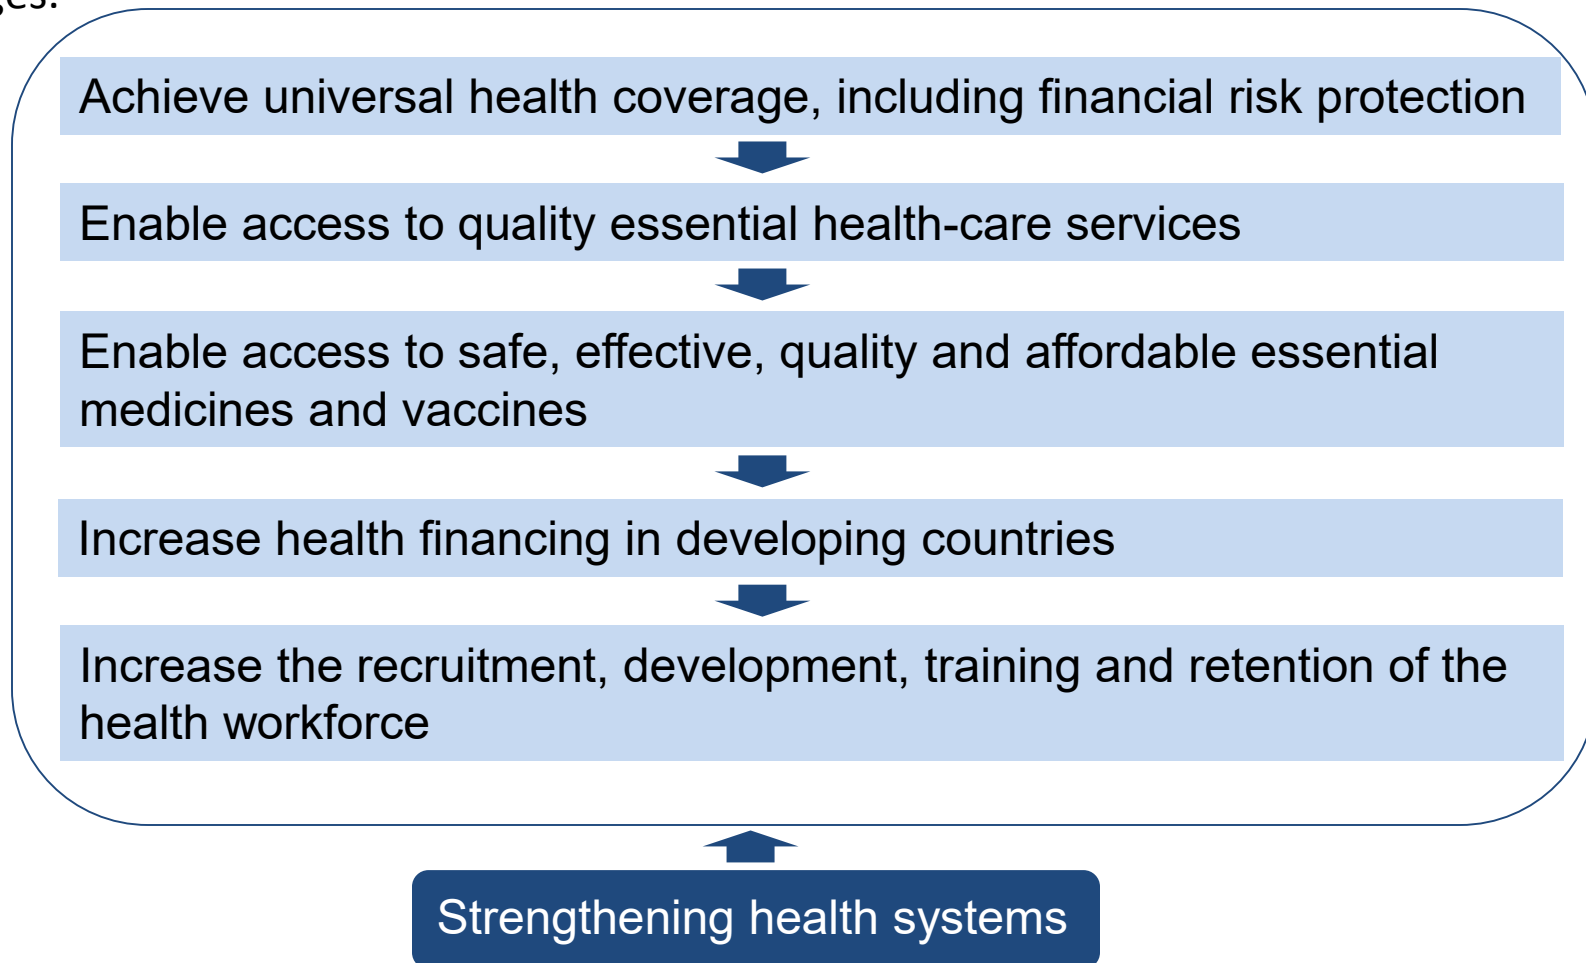 Achieve universal health coverage, including financial risk protection
Enable access to quality essential health-care services
Enable access to safe, effective, quality and affordable essential
medicines and vaccines
Increase health financing in developing countries
Increase the recruitment, development, training and retention of the
health workforce
Strengthening health systems